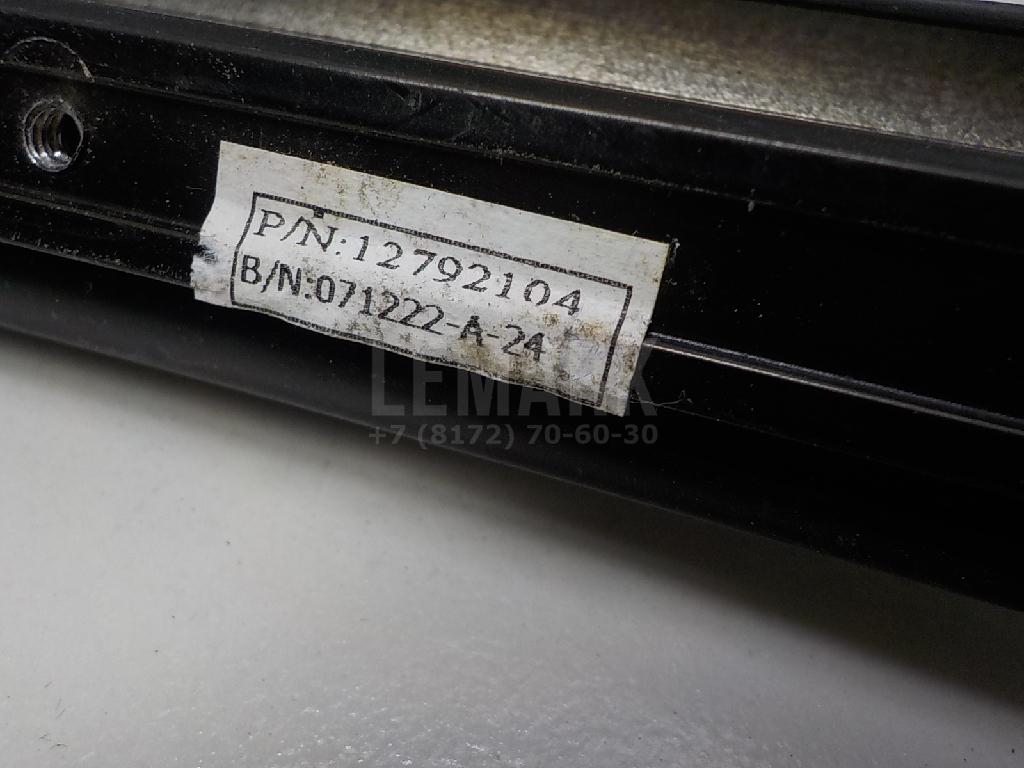 P/N:12792104
B/N:071222-A-24
LEMARK
+7 (8172) 70-60-30